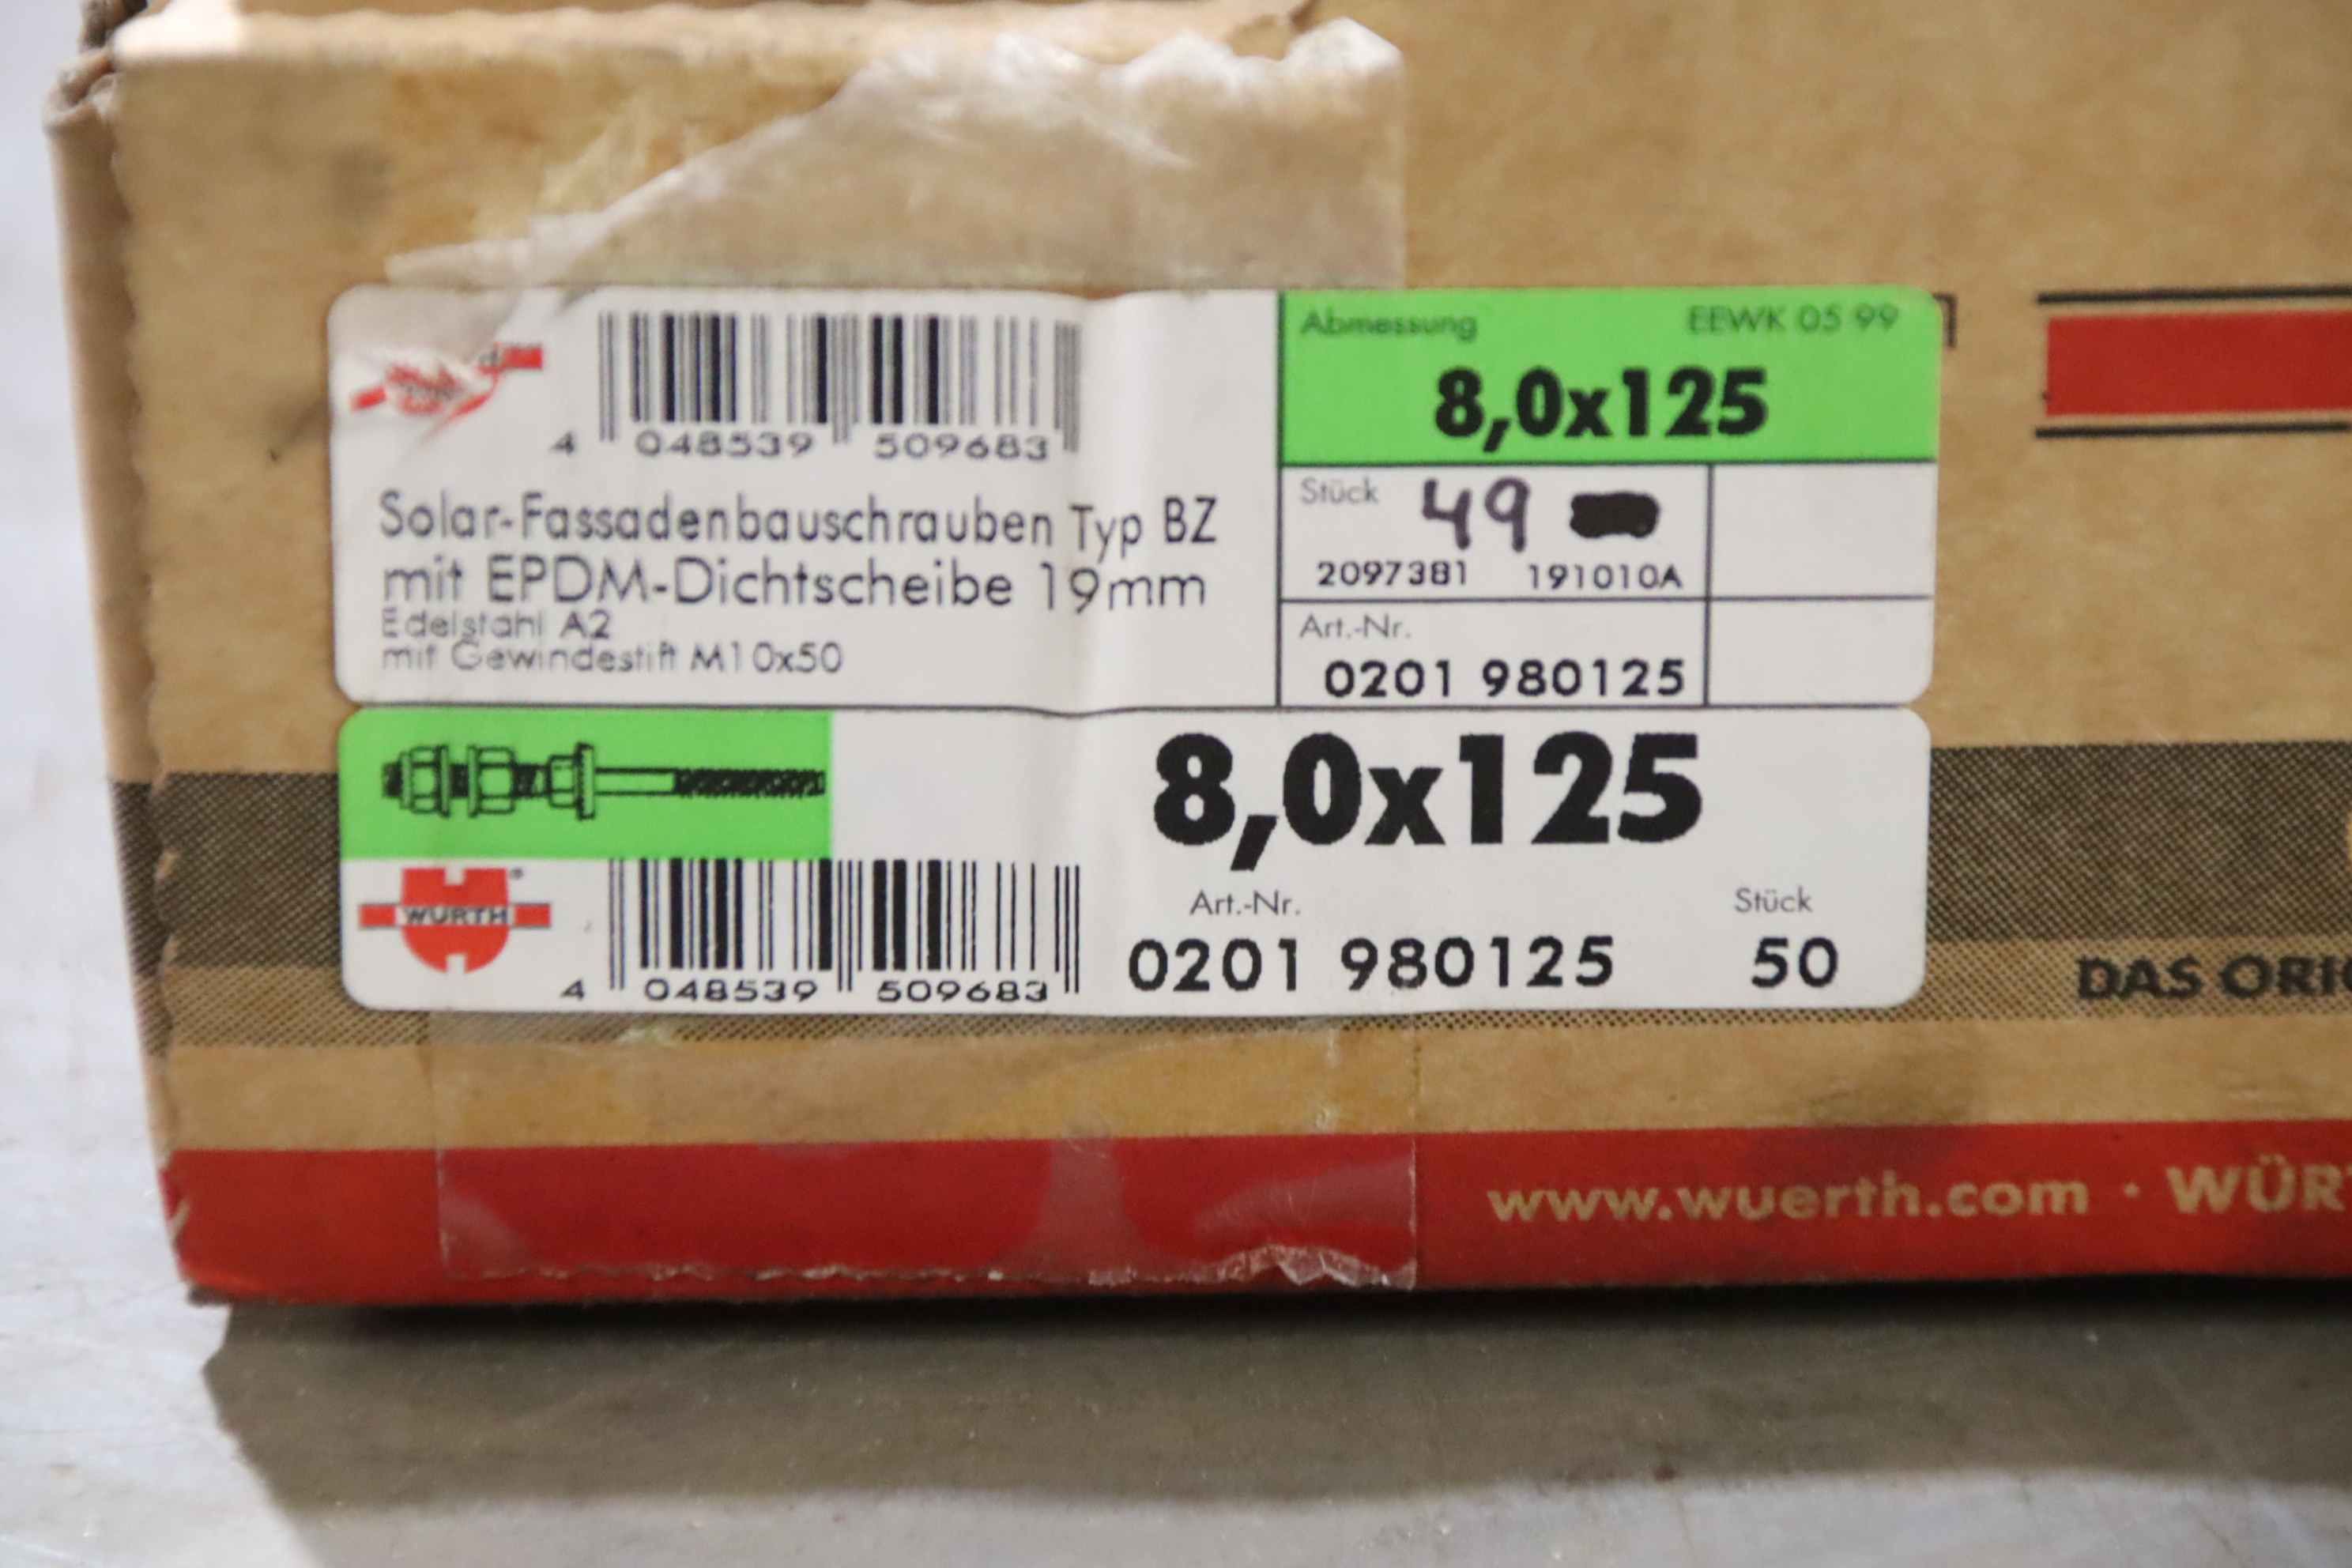 4 048539 509683
Solar-Fassadenbauschrauben Typ BZ
mit EPDM-Dichtscheibe 19mm
Edelstahl A2
mit Gewindestift M10x50
Abmessung EEWK 05 99
8,0x125
Stück 49
2097381 191010A
Art.-Nr.
0201 980125
8,0x125
WÜRTH
4 048539 509683
Art.-Nr. Stück
0201 980125 50
DAS ORI
www.wuerth.com · WÜR